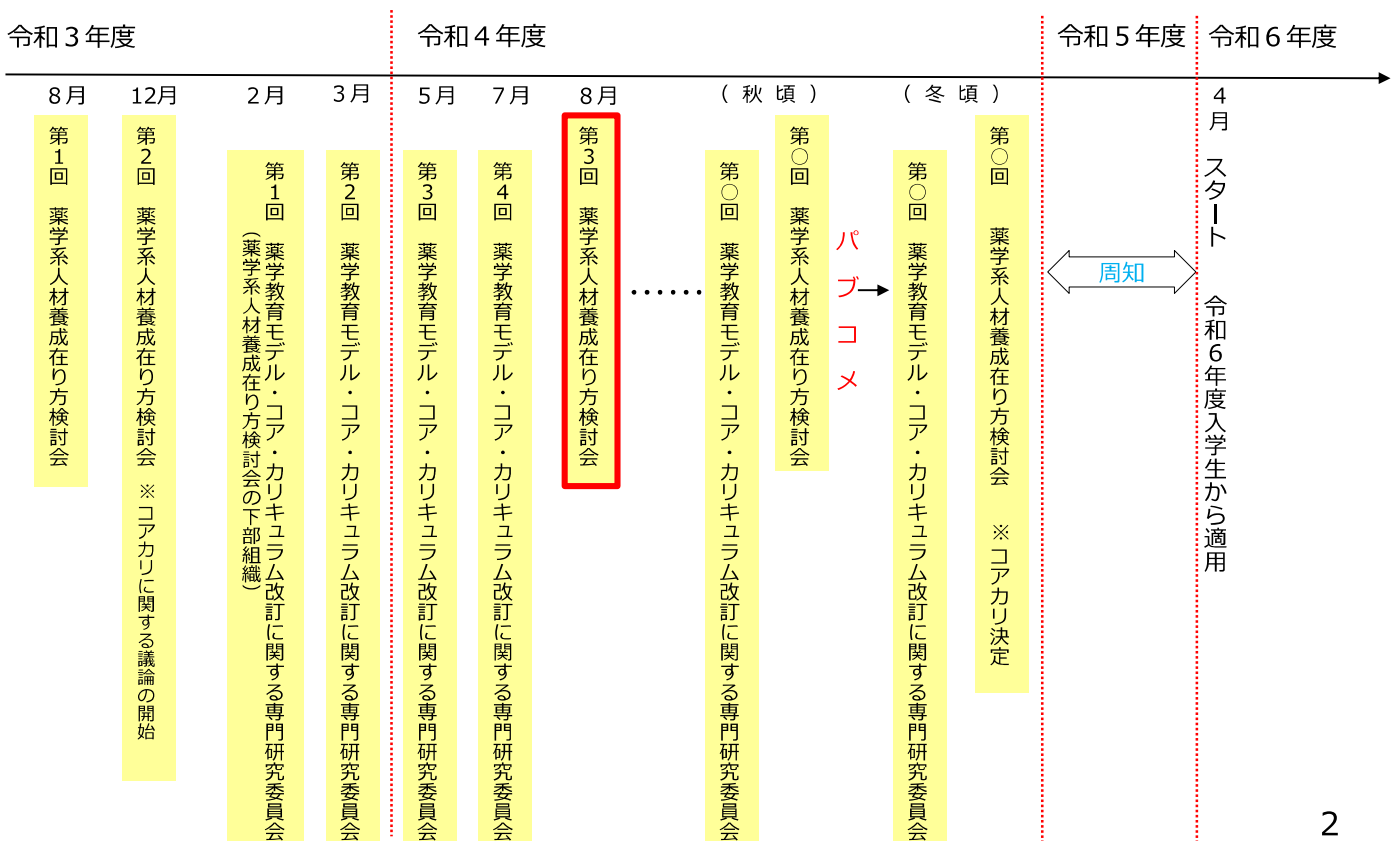 令和３年度
令和４年度
令和５年度
令和６年度
８月
12月
２月
３月
５月
７月
８月
（秋頃）
（冬頃）
４月　スタート　令和６年度入学生から適用
第１回　薬学系人材養成在り方検討会
第２回　薬学系人材養成在り方検討会　※コアカリに関する議論の開始
第１回　薬学教育モデル・コア・カリキュラム改訂に関する専門研究委員会
（薬学系人材養成在り方検討会の下部組織）
第２回　薬学教育モデル・コア・カリキュラム改訂に関する専門研究委員会
第３回　薬学教育モデル・コア・カリキュラム改訂に関する専門研究委員会
第４回　薬学教育モデル・コア・カリキュラム改訂に関する専門研究委員会
第３回　薬学系人材養成在り方検討会
・・・・・・
第○回　薬学教育モデル・コア・カリキュラム改訂に関する専門研究委員会
第○回　薬学系人材養成在り方検討会
パブコメ
第○回　薬学教育モデル・コア・カリキュラム改訂に関する専門研究委員会
第○回　薬学系人材養成在り方検討会　※コアカリ決定
周知
2